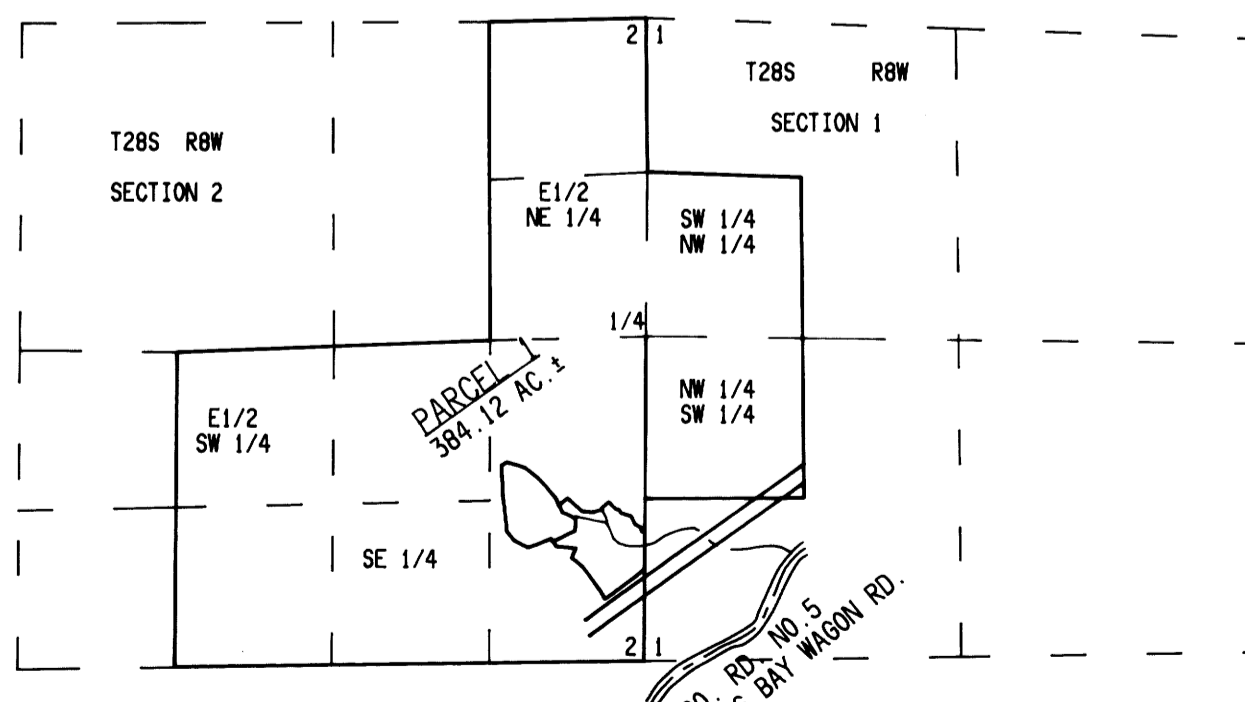 2 1
T28S R8W
SECTION 1
T28S R8W
SECTION 2
E1/2
NE 1/4
SW 1/4
NW 1/4
1/4
PARCEL 1
384.12 AC.±
NW 1/4
SW 1/4
E1/2
SW 1/4
SE 1/4
2 1
RD. NO.5
BAY WAGON RD.